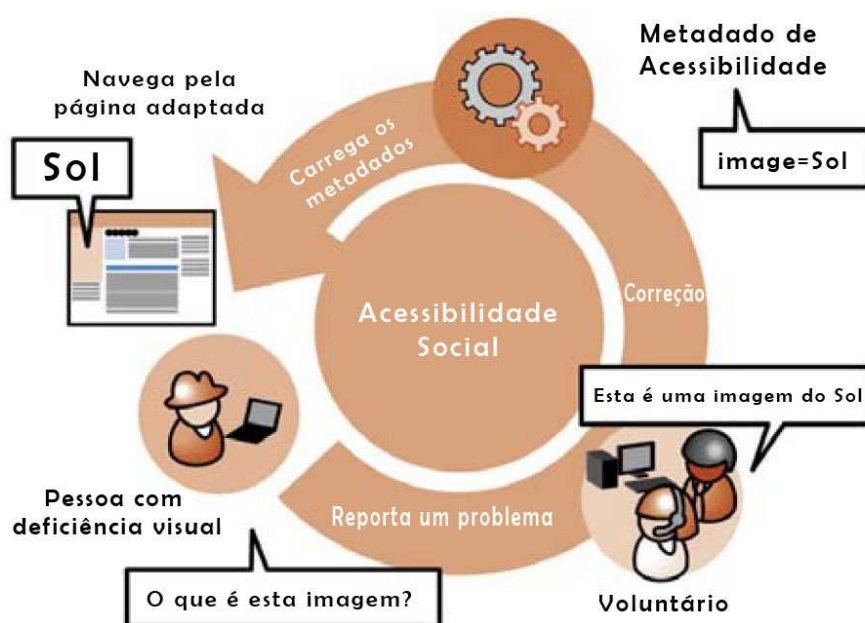 Metadado de
Acessibilidade
image=Sol
Navega pela
página adaptada
Sol
Carrega os
metadados
Acessibilidade
Social
Correção
Esta é uma imagem do Sol
Pessoa com
deficiência visual
Reporta um problema
O que é esta imagem?
Voluntário